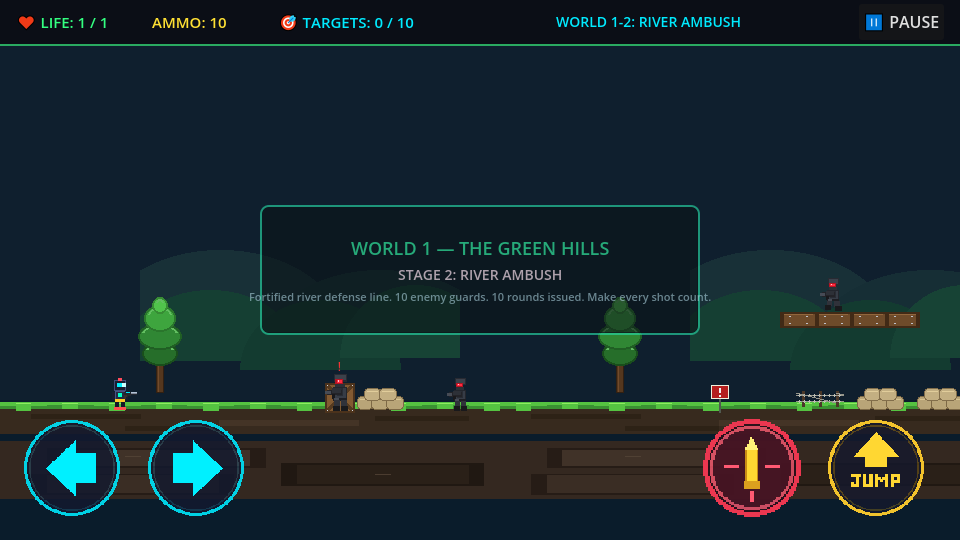 LIFE: 1 / 1
AMMO: 10
TARGETS: 0 / 10
WORLD 1-2: RIVER AMBUSH
PAUSE
WORLD 1 — THE GREEN HILLS
STAGE 2: RIVER AMBUSH
Fortified river defense line. 10 enemy guards. 10 rounds issued. Make every shot count.
!
JUMP